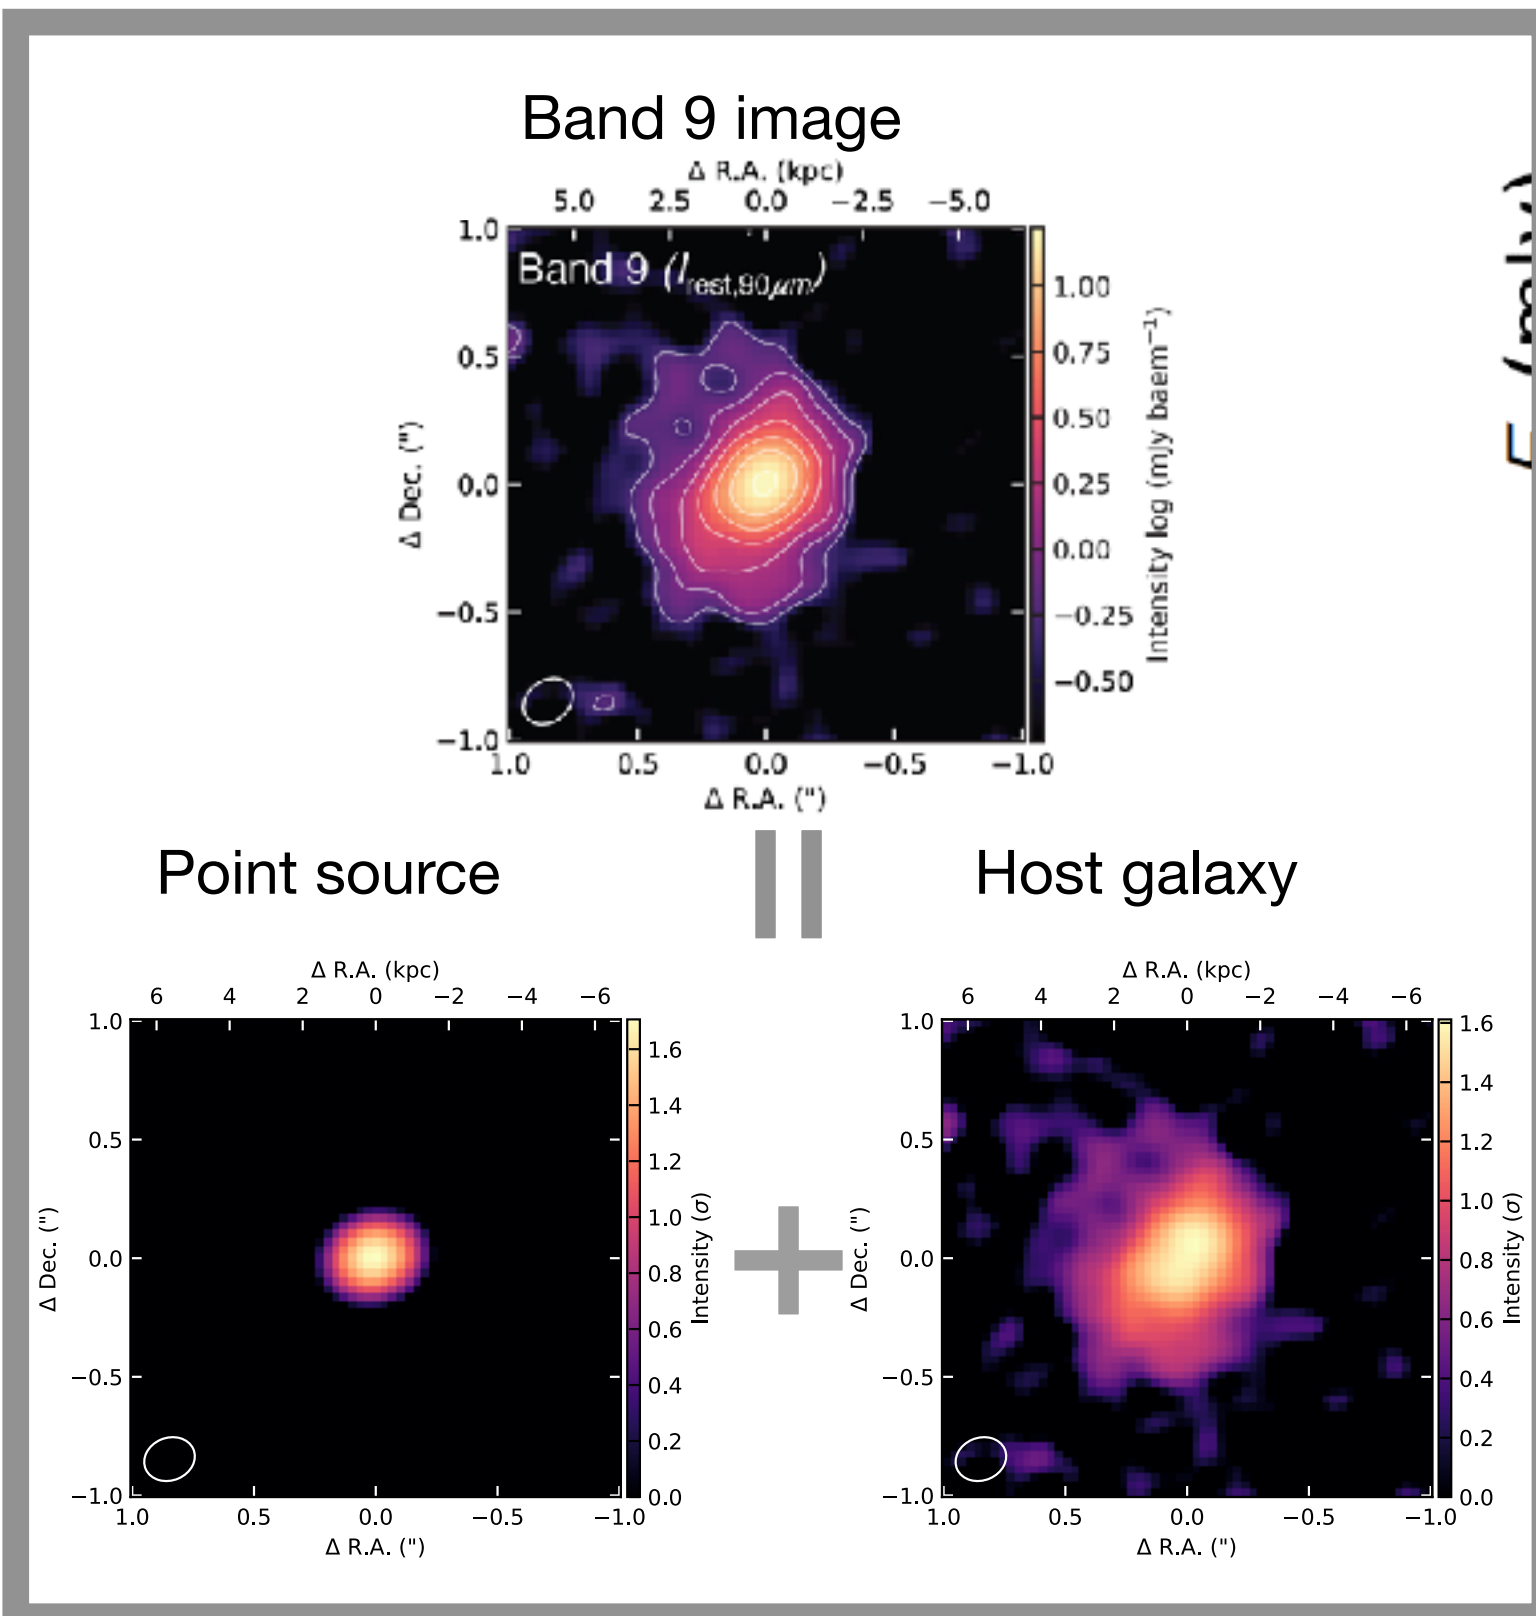 Band 9 image
Δ R.A. (kpc)
5.0 2.5 0.0 −2.5 −5.0
Band 9 (I_rest,90μm)
1.0
0.5
0.0
−0.5
−1.0
Δ Dec. (")
1.0 0.5 0.0 −0.5 −1.0
Δ R.A. (")
1.00
0.75
0.50
0.25
0.00
−0.25
−0.50
Intensity log (mJy baem⁻¹)
Point source
Δ R.A. (kpc)
6 4 2 0 −2 −4 −6
1.0
0.5
0.0
−0.5
−1.0
Δ Dec. (")
1.0 0.5 0.0 −0.5 −1.0
Δ R.A. (")
1.6
1.4
1.2
1.0
0.8
0.6
0.4
0.2
0.0
Intensity (σ)
Host galaxy
Δ R.A. (kpc)
6 4 2 0 −2 −4 −6
1.0
0.5
0.0
−0.5
−1.0
Δ Dec. (")
1.0 0.5 0.0 −0.5 −1.0
Δ R.A. (")
1.6
1.4
1.2
1.0
0.8
0.6
0.4
0.2
0.0
Intensity (σ)